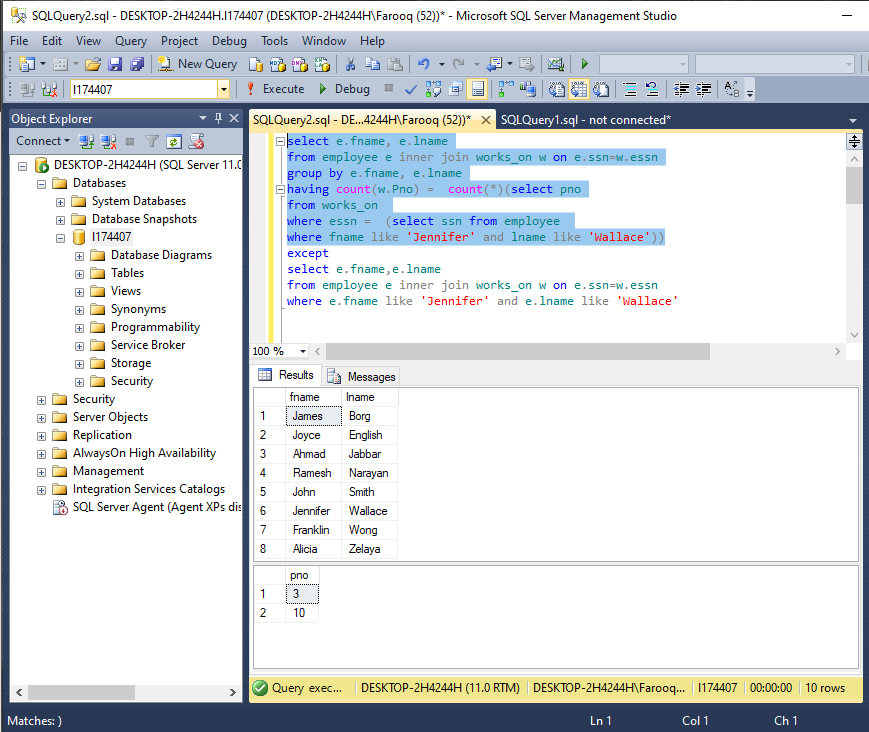 SQLQuery2.sql - DESKTOP-2H4244H.I174407 (DESKTOP-2H4244H\Farooq (52))* - Microsoft SQL Server Management Studio
File Edit View Query Project Debug Tools Window Help
New Query
I174407 Execute Debug
Object Explorer
Connect
DESKTOP-2H4244H (SQL Server 11.0
Databases
System Databases
Database Snapshots
I174407
Database Diagrams
Tables
Views
Synonyms
Programmability
Service Broker
Storage
Security
Security
Server Objects
Replication
AlwaysOn High Availability
Management
Integration Services Catalogs
SQL Server Agent (Agent XPs dis
SQLQuery2.sql - DE...4244H\Farooq (52))* SQLQuery1.sql - not connected*
select e.fname, e.lname
from employee e inner join works_on w on e.ssn=w.essn
group by e.fname, e.lname
having count(w.Pno) =  count(*)(select pno
from works_on
where essn =  (select ssn from employee
where fname like 'Jennifer' and lname like 'Wallace'))
except
select e.fname,e.lname
from employee e inner join works_on w on e.ssn=w.essn
where e.fname like 'Jennifer' and e.lname like 'Wallace'
100 %
Results Messages
fname lname
1 James Borg
2 Joyce English
3 Ahmad Jabbar
4 Ramesh Narayan
5 John Smith
6 Jennifer Wallace
7 Franklin Wong
8 Alicia Zelaya
pno
1 3
2 10
Query exec... DESKTOP-2H4244H (11.0 RTM) DESKTOP-2H4244H\Farooq... I174407 00:00:00 10 rows
Matches: ) Ln 1 Col 1 Ch 1